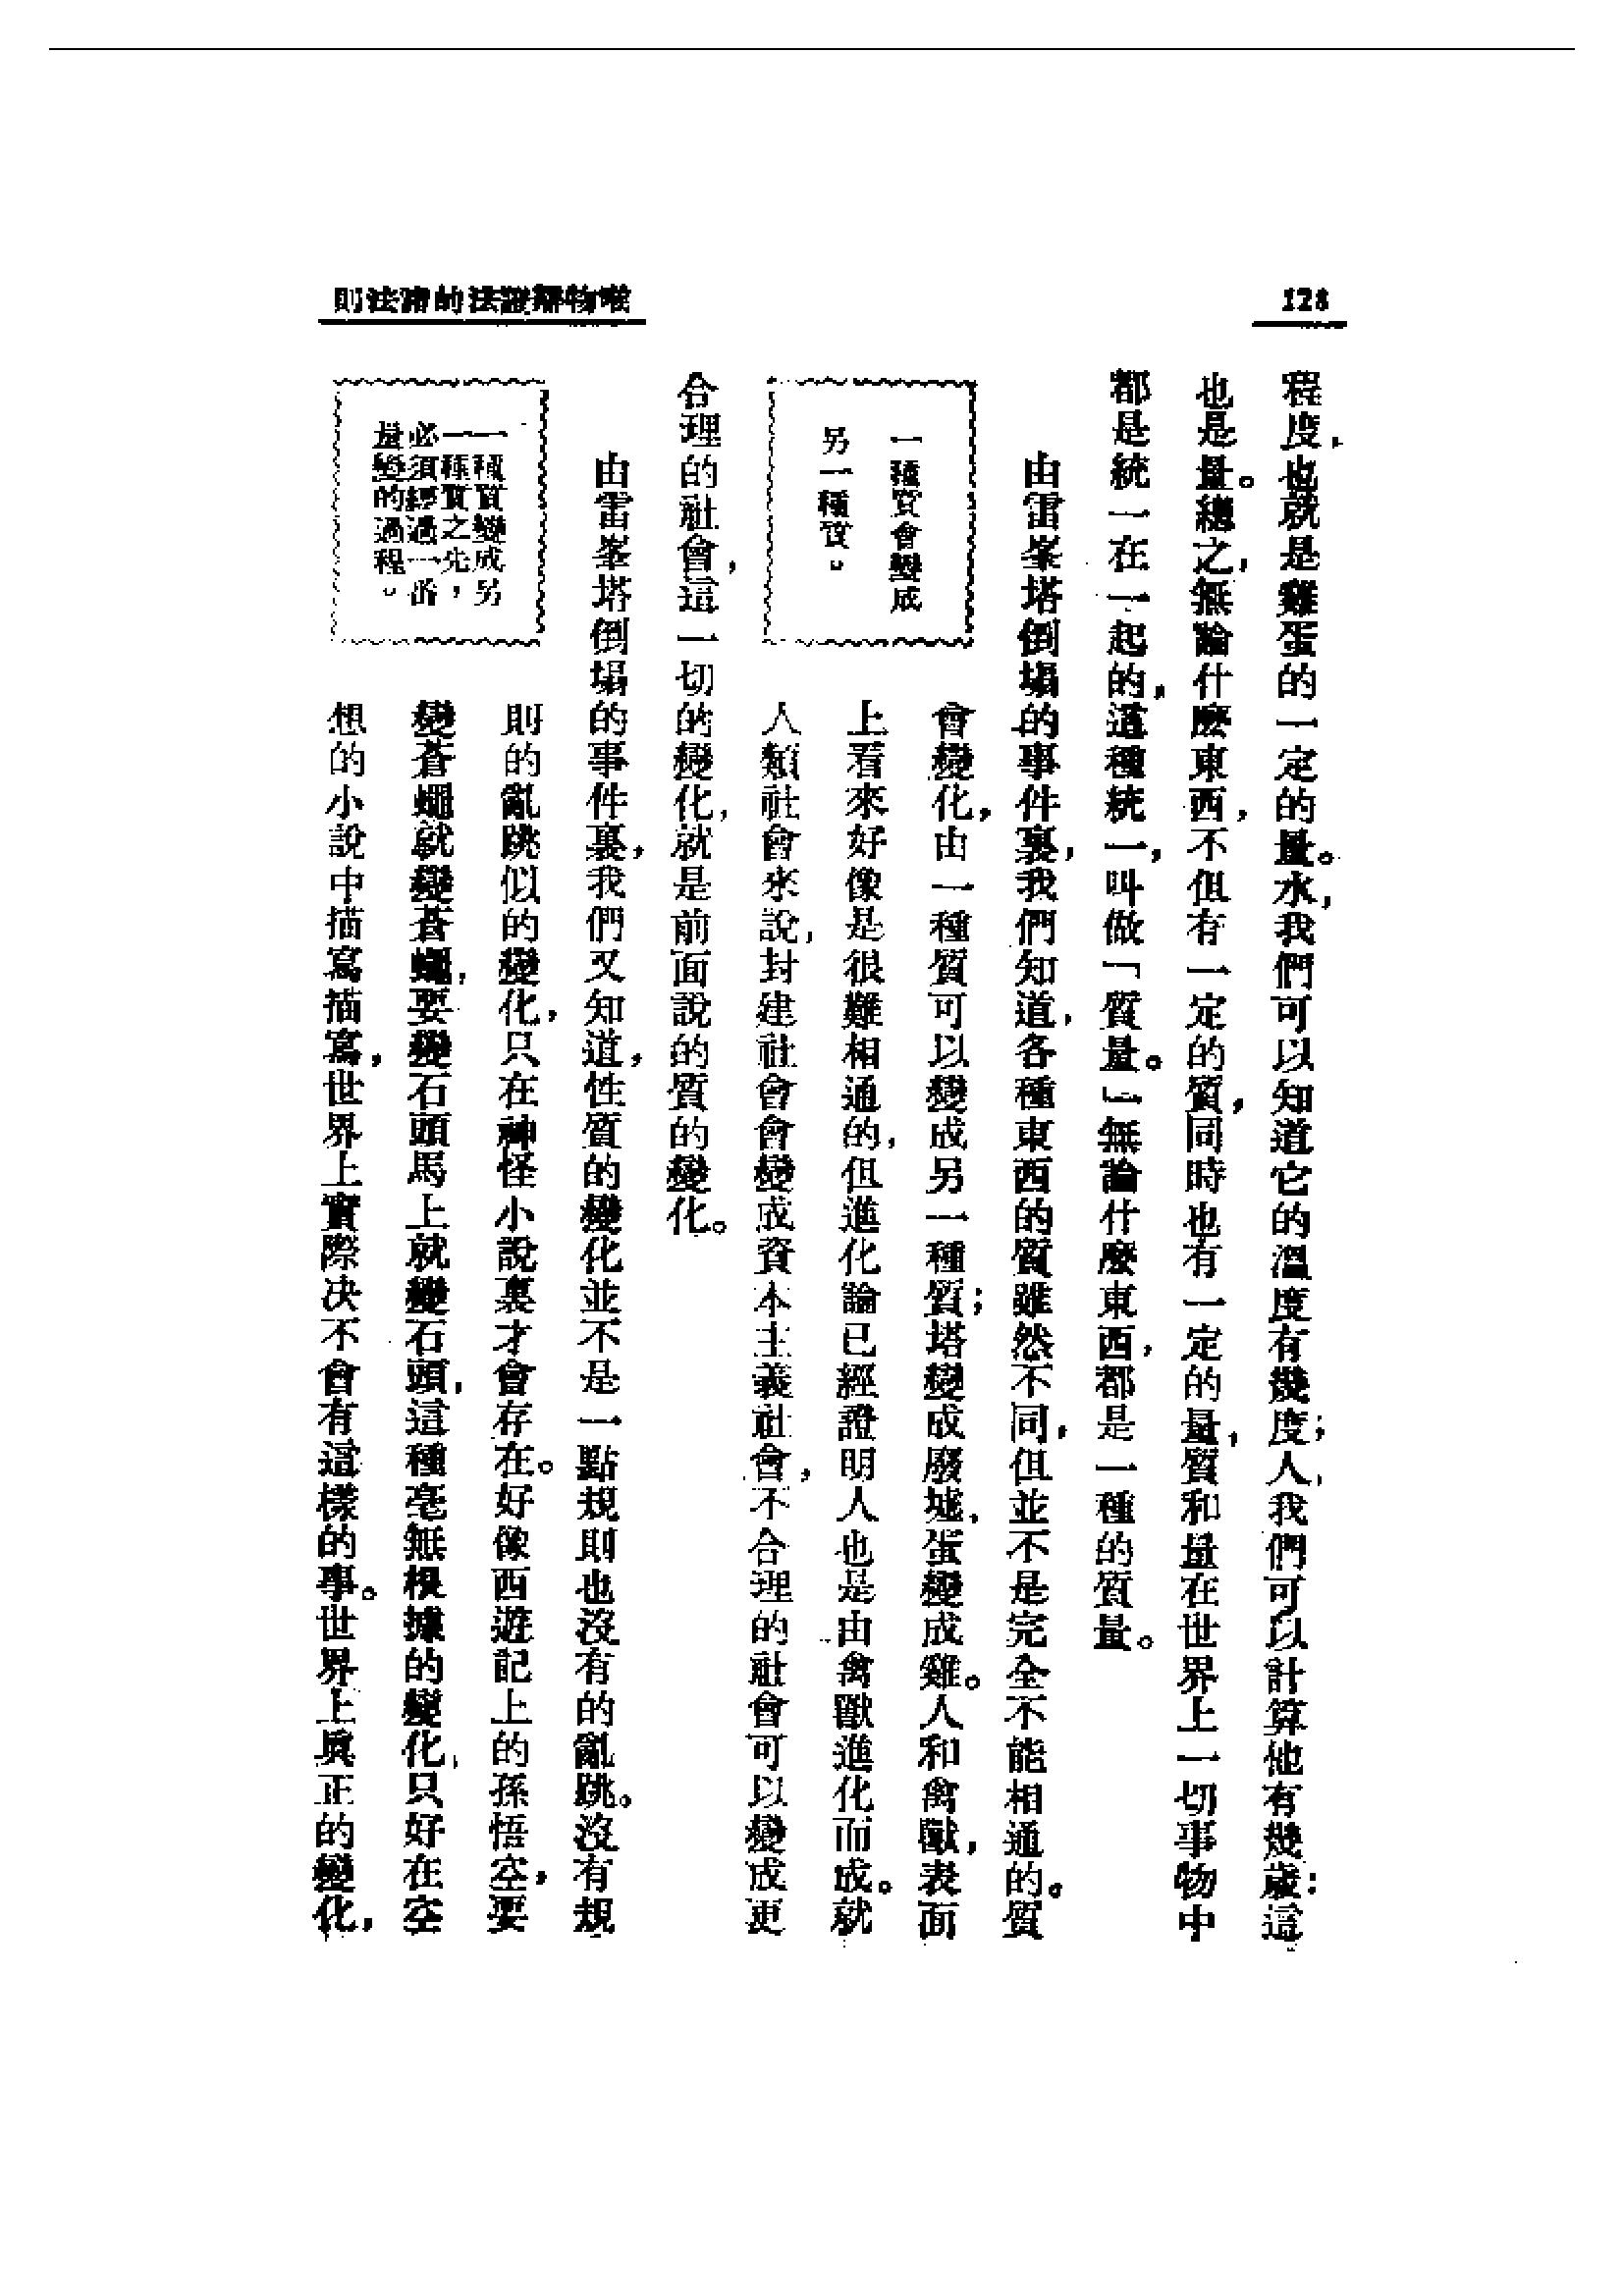 128
唯物辯證法的諸法則
程度，也就是雞蛋的一定的量。水，我們可以知道它的溫度有幾度；人，我們可以計算他有幾歲：這
也是量。總之，無論什麼東西，不但有一定的質，同時也有一定的量，質和量在世界上一切事物中
都是統一在一起的，這種統一，叫做「質量。」無論什麼東西，都是一種的質量。
由雷峯塔倒塌的事件裏，我們知道，各種東西的質雖然不同，但並不是完全不能相通的。質
一種質會變成
另一種質。
會變化，由一種質可以變成另一種質；塔變成廢墟，蛋變成雞。人和禽獸，表面
上看來好像是很難相通的，但進化論已經證明人也是由禽獸進化而成。就
人類社會來說，封建社會會變成資本主義社會，不合理的社會可以變成更
合理的社會，這一切的變化，就是前面說的質的變化。
由雷峯塔倒塌的事件裏，我們又知道，性質的變化並不是一點規則也沒有的亂跳。沒有規
一種質變成另
一種質之先，
必須經過一番
量變的過程。
則的亂跳似的變化，只在神怪小說裏才會存在。好像西遊記上的孫悟空，要
變蒼蠅就變蒼蠅，要變石頭馬上就變石頭，這種毫無根據的變化，只好在空
想的小說中描寫描寫，世界上實際决不會有這樣的事。世界上眞正的變化，